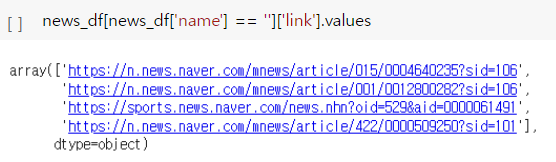 [ ] news_df[news_df['name'] == '']['link'].values
array(['https://n.news.naver.com/mnews/article/015/0004640235?sid=106',
'https://n.news.naver.com/mnews/article/001/0012800282?sid=106',
'https://sports.news.naver.com/news.nhn?oid=529&aid=0000061491',
'https://n.news.naver.com/mnews/article/422/0000509250?sid=101'],
dtype=object)